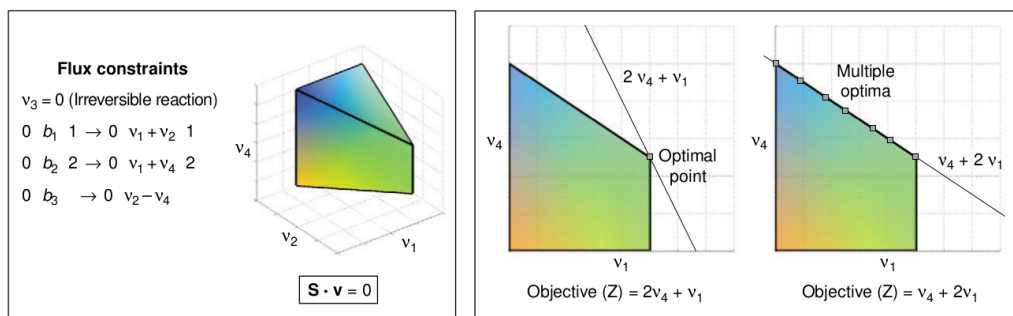 Flux constraints
ν₃ = 0 (Irreversible reaction)
0 b₁ 1 → 0 ν₁ + ν₂ 1
0 b₂ 2 → 0 ν₁ + ν₄ 2
0 b₃ → 0 ν₂ – ν₄
ν₄
ν₂
ν₁
S · v = 0
2 ν₄ + ν₁
ν₄
Optimal
point
ν₁
Objective (Z) = 2ν₄ + ν₁
Multiple
optima
ν₄
ν₄ + 2 ν₁
ν₁
Objective (Z) = ν₄ + 2ν₁